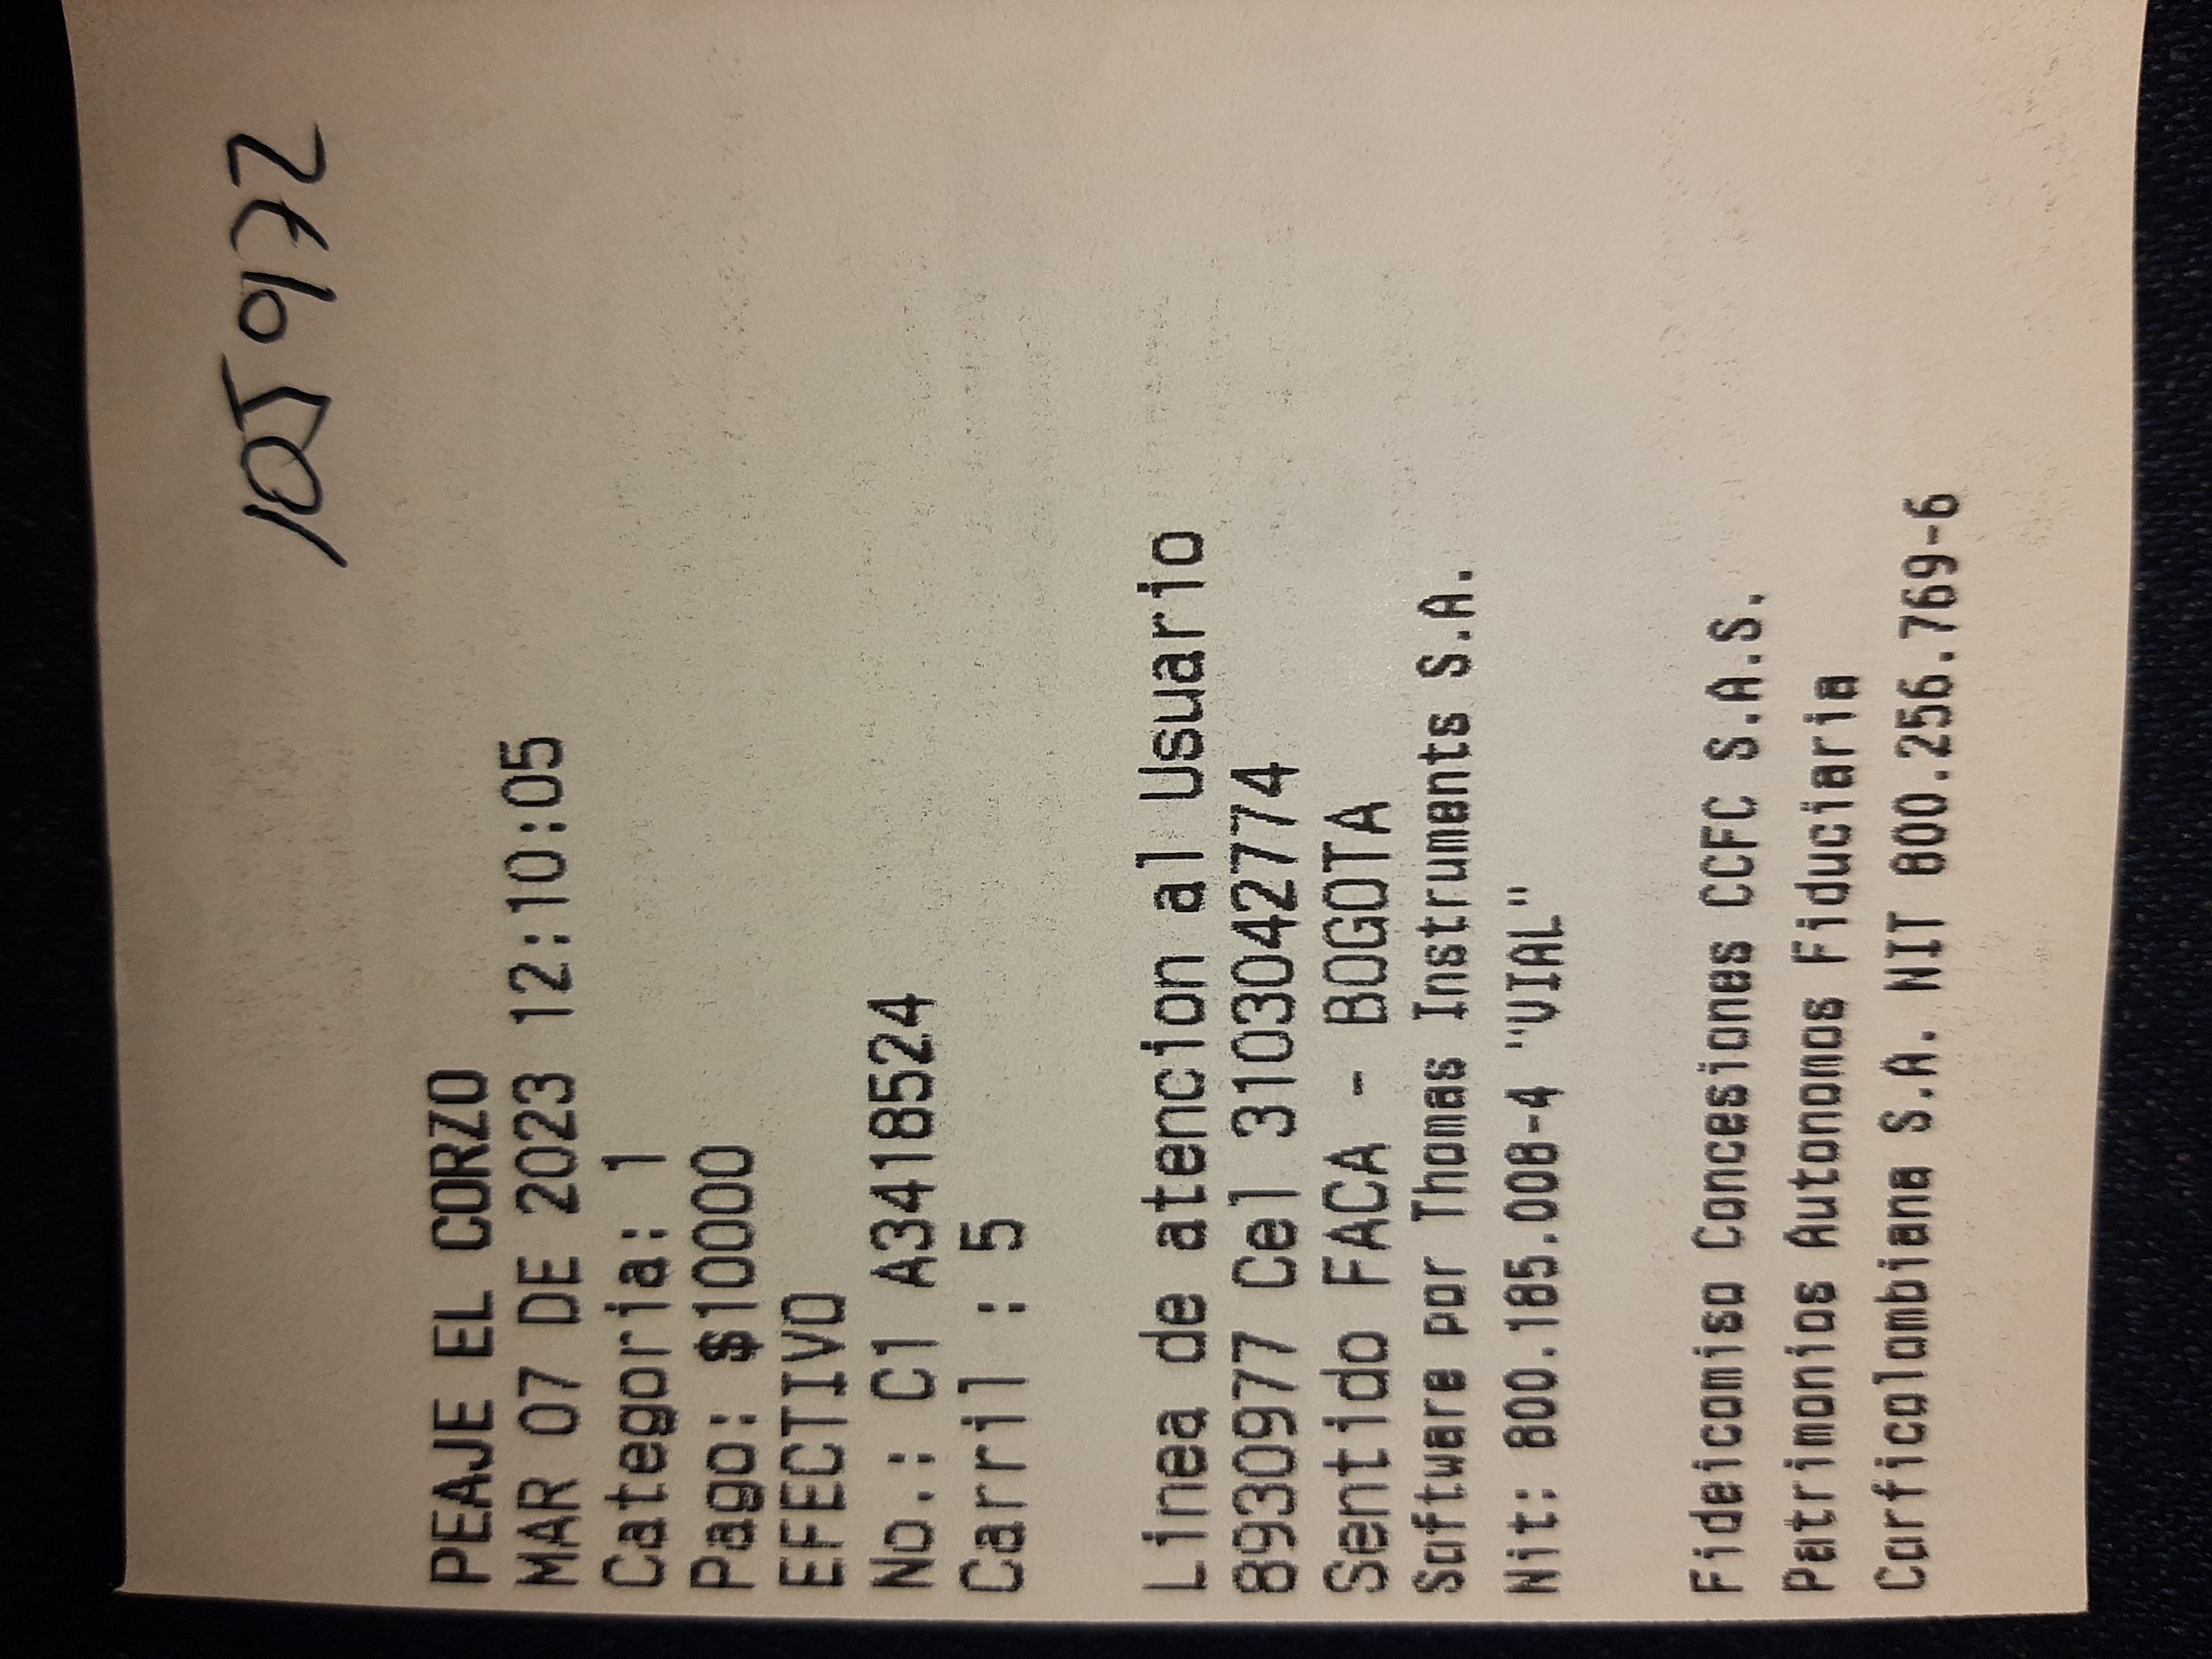 105972
PEAJE EL CORZO
MAR 07 DE 2023 12:10:05
Categoria: 1
Pago: $10000
EFECTIVO
No.: C1 A3418524
Carril : 5
Linea de atencion al Usuario
8930977 Cel 3103042774
Sentido FACA - BOGOTA
Software por Thomas Instruments S.A.
Nit: 800.185.008-4 "VIAL"
Fideicomiso Concesiones CCFC S.A.S.
Patrimonios Autonomos Fiduciaria
Corficolombiana S.A. NIT 800.256.769-6